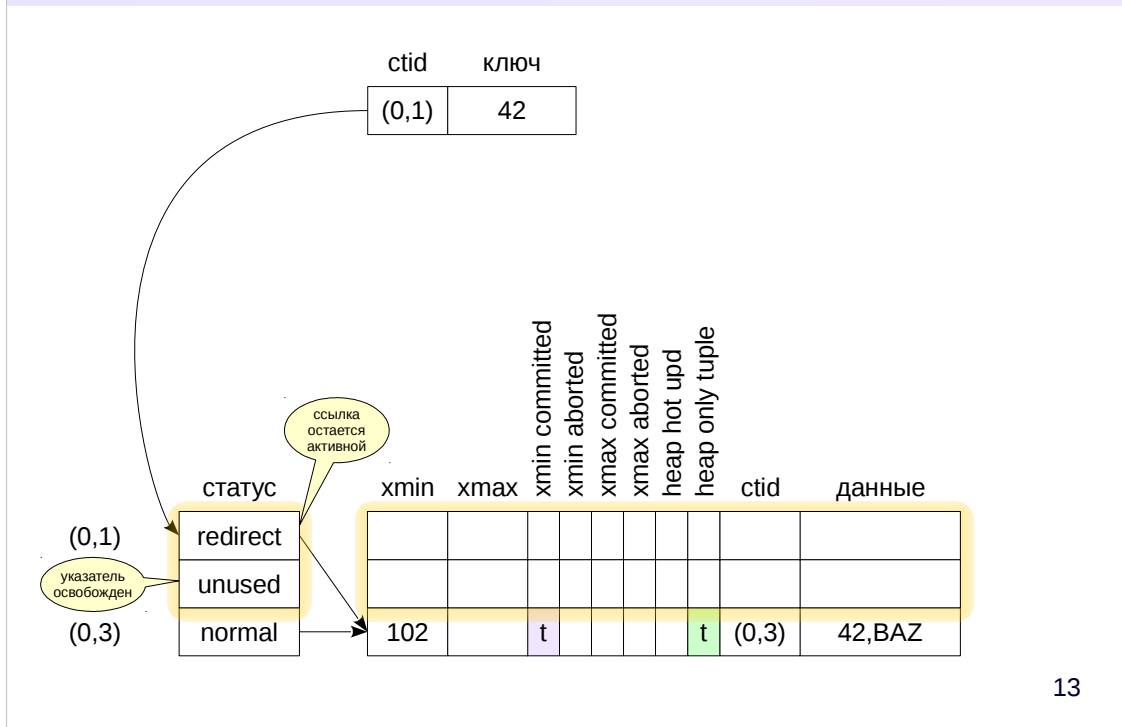 ctid ключ
(0,1) 42
xmin committed
xmin aborted
xmax committed
xmax aborted
heap hot upd
heap only tuple
ссылка
остается
активной
статус xmin xmax ctid данные
(0,1) redirect
указатель
освобожден
unused
(0,3) normal 102 t t (0,3) 42,BAZ
13